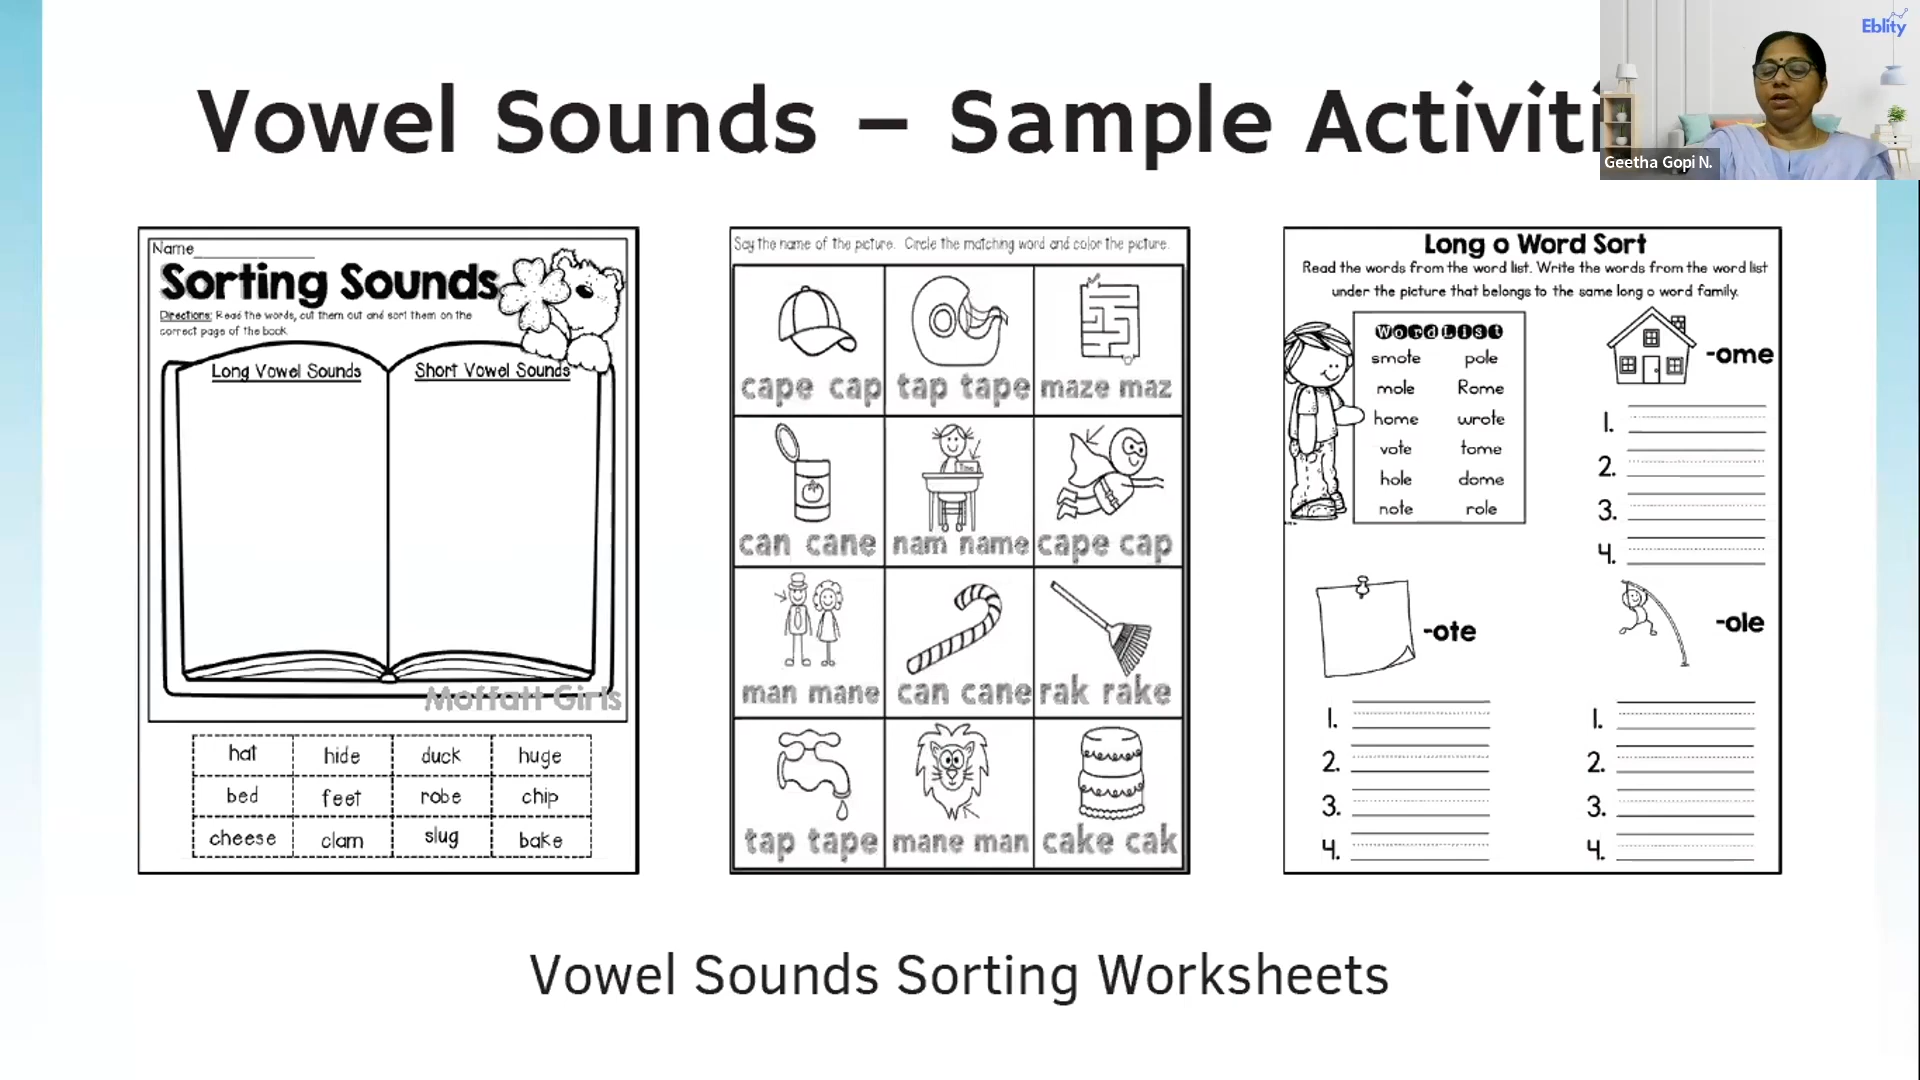 Eblity
Vowel Sounds – Sample Activiti
Geetha Gopi N.
Name
Sorting Sounds
Directions: Read the words, cut them out and sort them on the
correct page of the book.
Long Vowel Sounds
Short Vowel Sounds
Moffatt Girls
hat hide duck huge
bed feet robe chip
cheese clam slug bake
Say the name of the picture. Circle the matching word and color the picture.
cape cap tap tape maze maz
can cane nam name cape cap
man mane can cane rak rake
tap tape mane man cake cak
Long o Word Sort
Read the words from the word list. Write the words from the word list
under the picture that belongs to the same long o word family.
Word List
smote pole
mole Rome
home wrote
vote tome
hole dome
note role
-ome
1.
2.
3.
4.
-ote
1.
2.
3.
4.
-ole
1.
2.
3.
4.
Vowel Sounds Sorting Worksheets